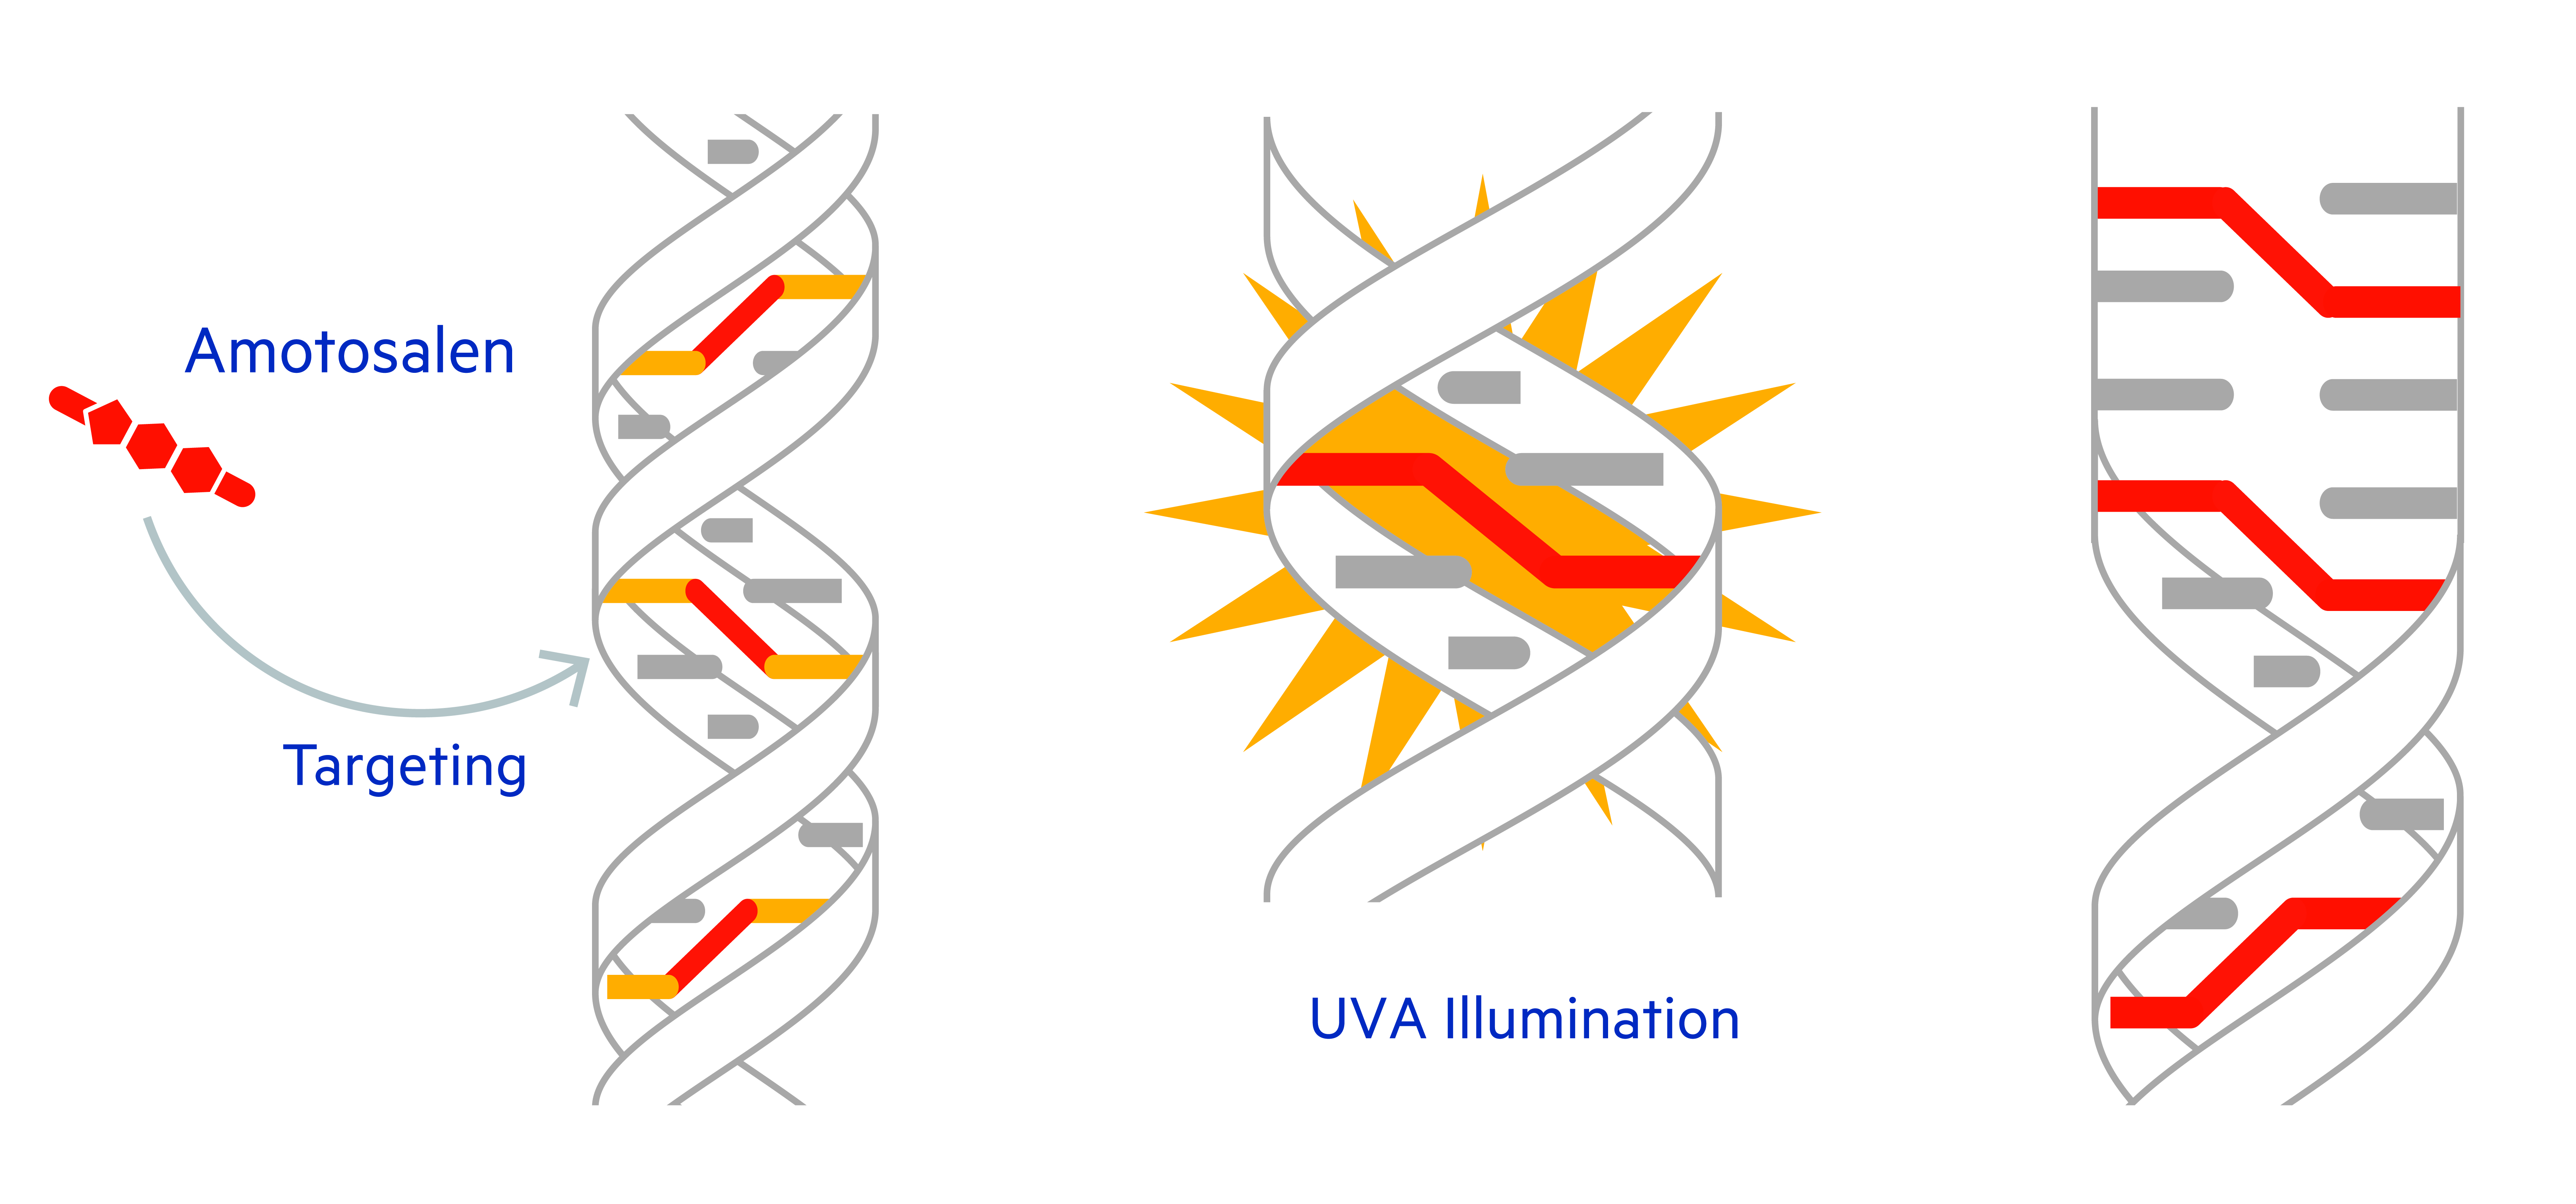 Amotosalen
Targeting
UVA Illumination